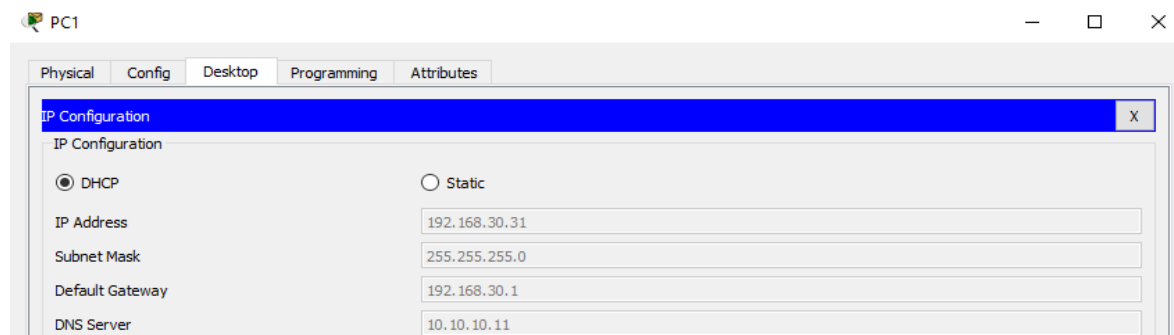 PC1
Physical Config Desktop Programming Attributes
IP Configuration X
IP Configuration
DHCP Static
IP Address 192.168.30.31
Subnet Mask 255.255.255.0
Default Gateway 192.168.30.1
DNS Server 10.10.10.11